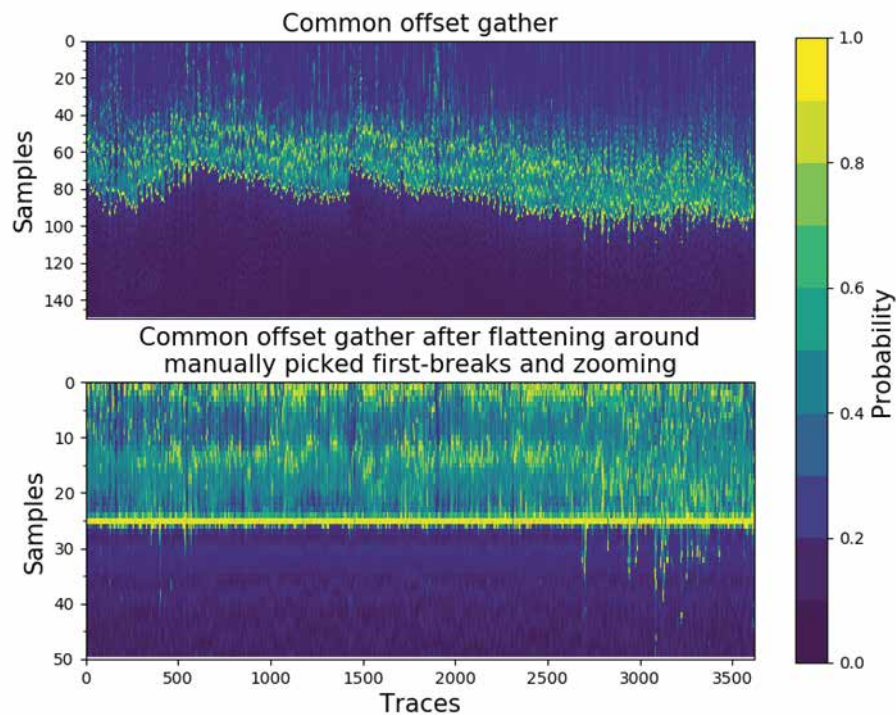 Common offset gather
0
20
40
60
80
100
120
140
Samples
Common offset gather after flattening around
manually picked first-breaks and zooming
0
10
20
30
40
50
Samples
0 500 1000 1500 2000 2500 3000 3500
Traces
1.0
0.8
0.6
0.4
0.2
0.0
Probability